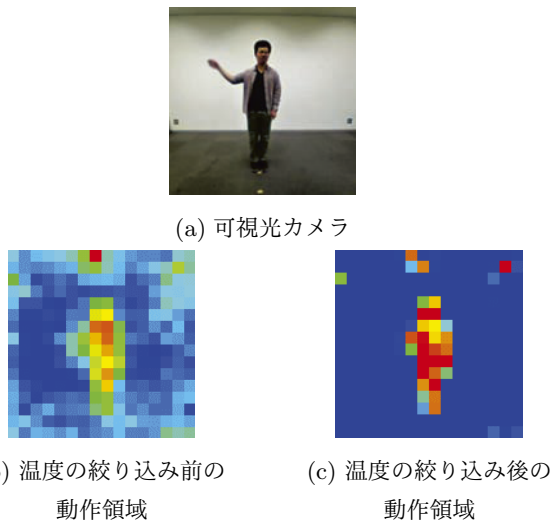 (a) 可視光カメラ
) 温度の絞り込み前の
動作領域
(c) 温度の絞り込み後の
動作領域